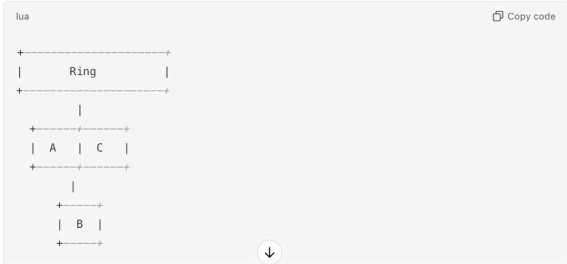 lua Copy code
+---------------------+
|       Ring          |
+---------------------+
         |
  +------+------+
  |  A   |  C   |
  +------+------+
        |
      +-----+
      |  B  |
      +-----+